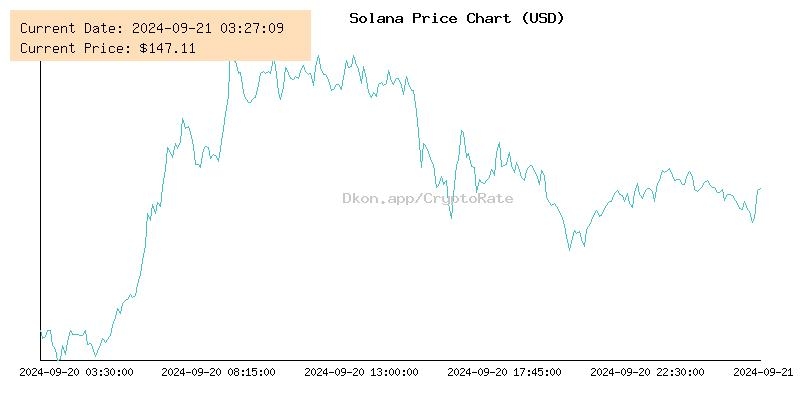 Solana Price Chart (USD)
Current Date: 2024-09-21 03:27:09
Current Price: $147.11
Dkon.app/CryptoRate
2024-09-20 03:30:00 2024-09-20 08:15:00 2024-09-20 13:00:00 2024-09-20 17:45:00 2024-09-20 22:30:00 2024-09-21